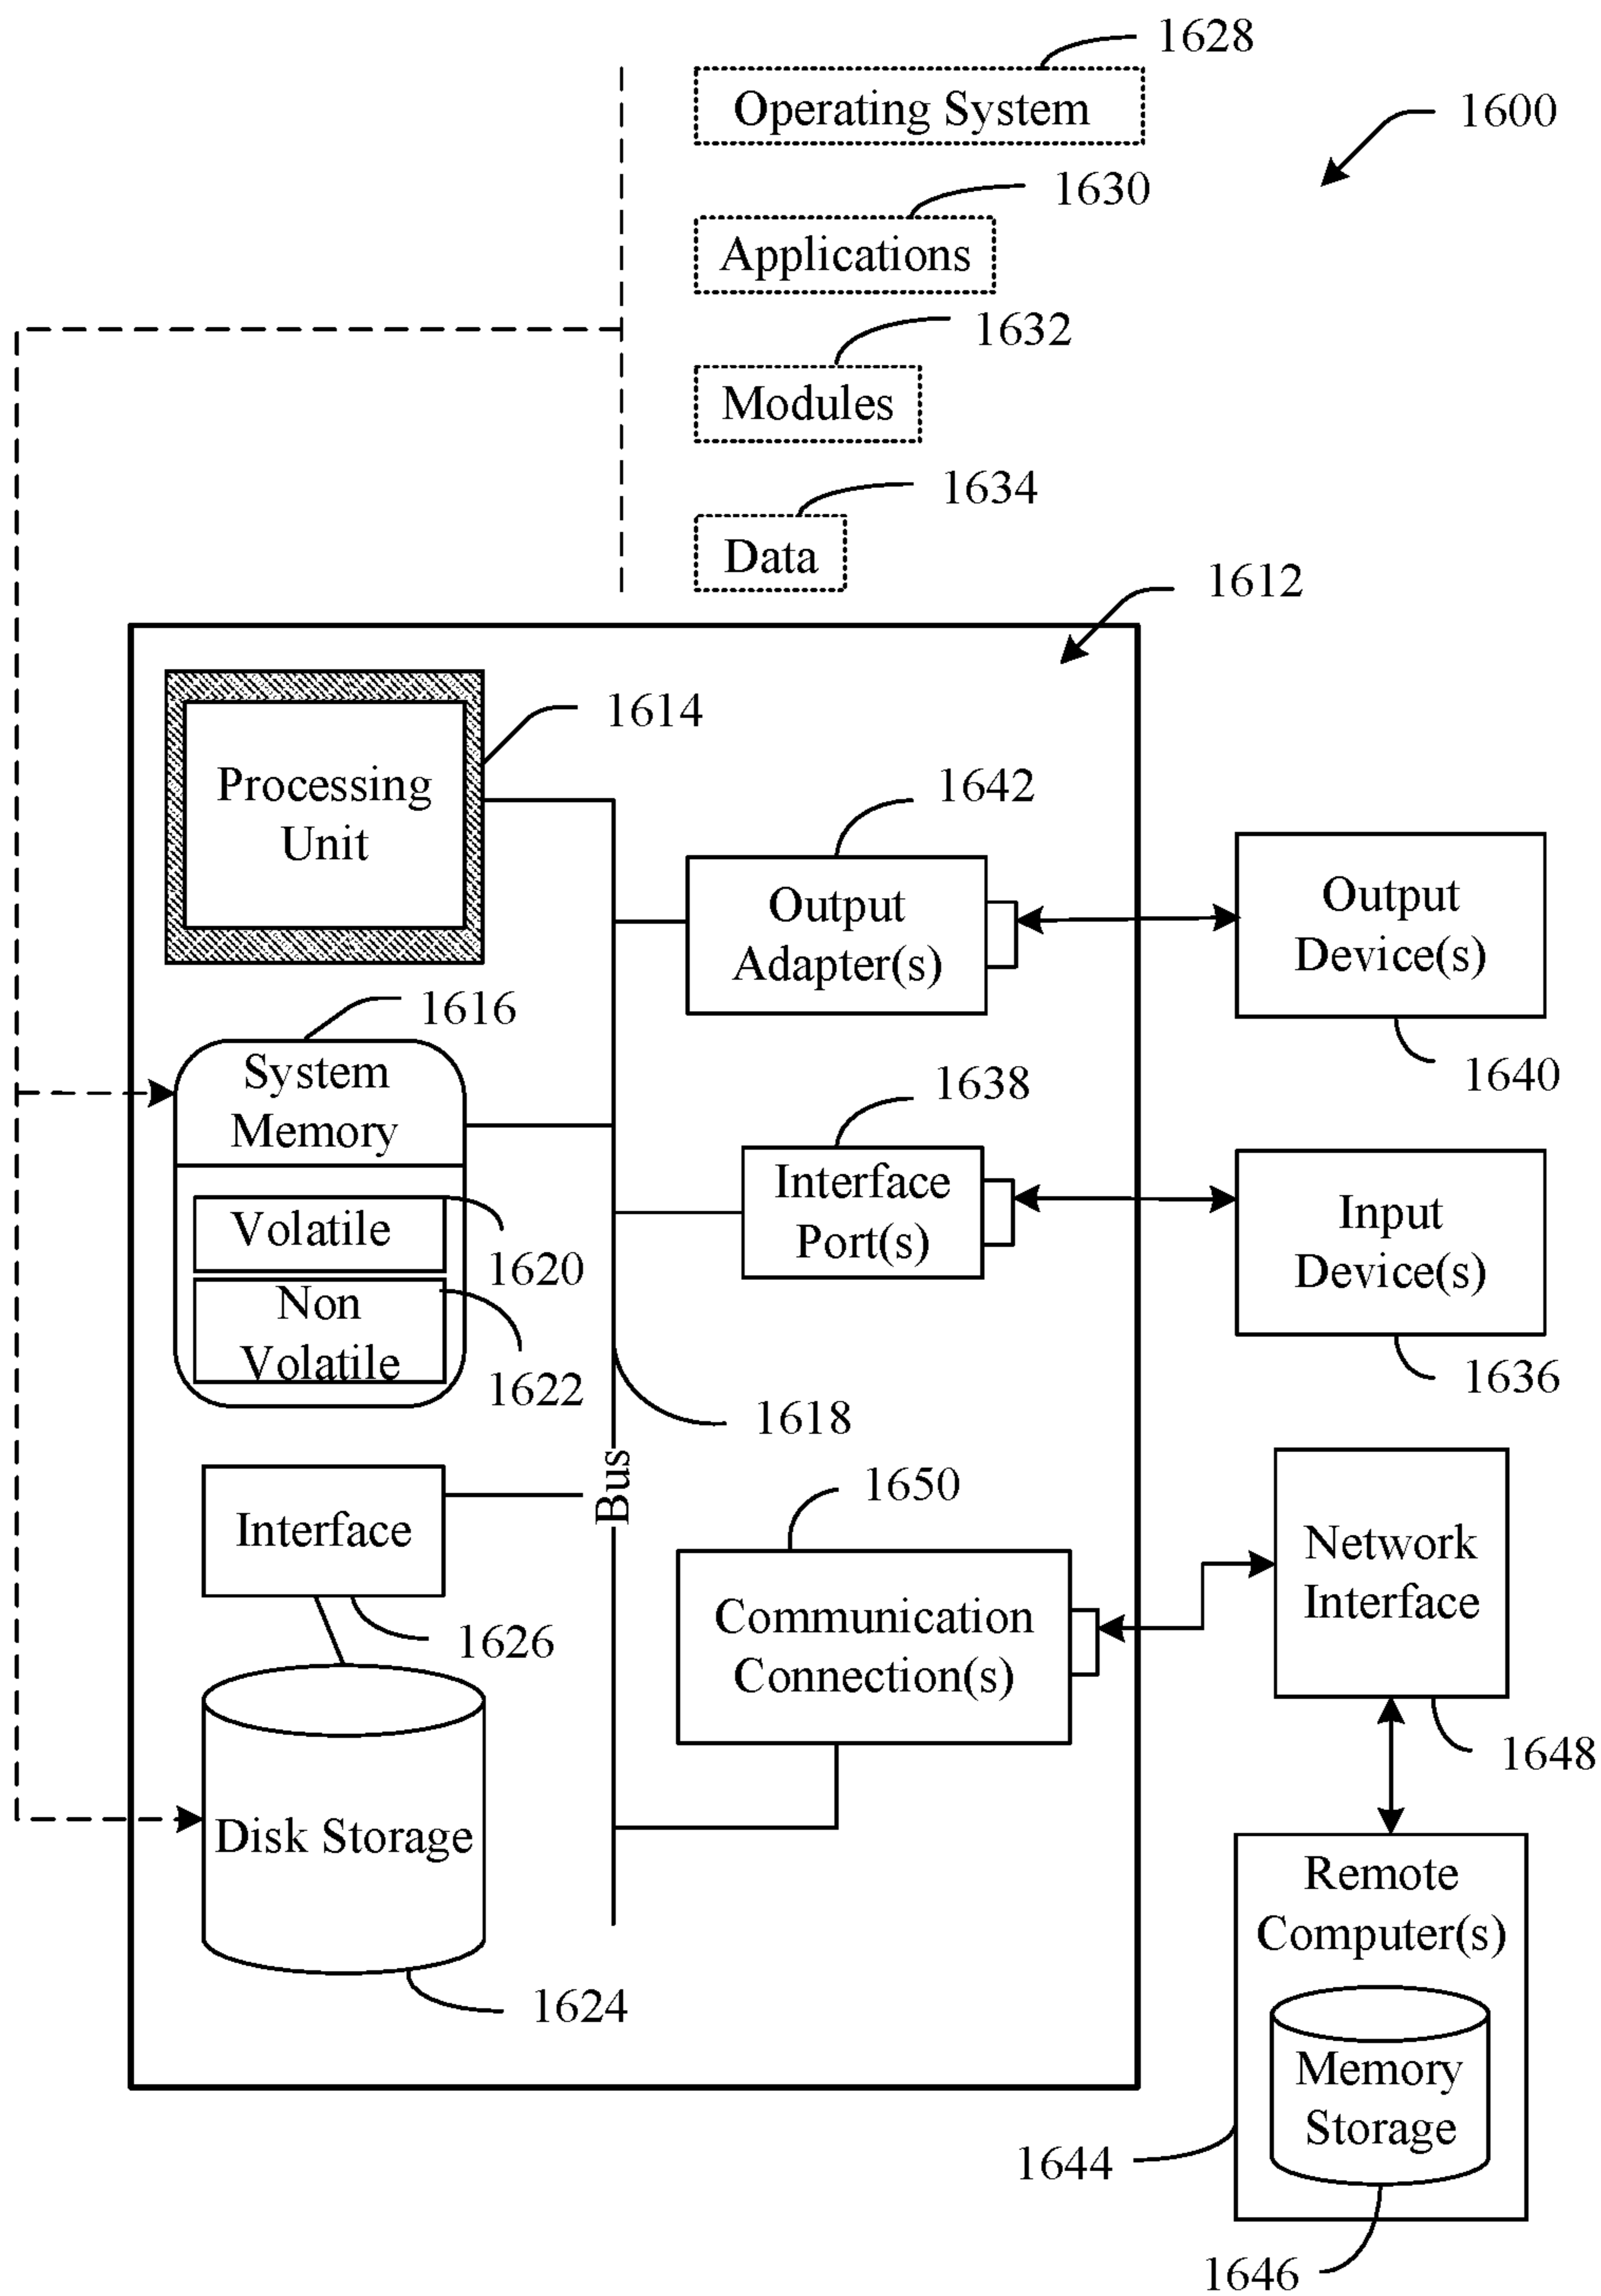 1628
Operating System
1600
1630
Applications
1632
Modules
1634
Data
1612
1614
Processing
Unit
1642
Output
Adapter(s)
Output
Device(s)
1640
1616
System
Memory
1638
Interface
Port(s)
Input
Device(s)
1636
Volatile
1620
Non
Volatile
1622
1618
Bus
1650
Interface
1626
Communication
Connection(s)
Network
Interface
1648
Disk Storage
1624
Remote
Computer(s)
Memory
Storage
1644
1646